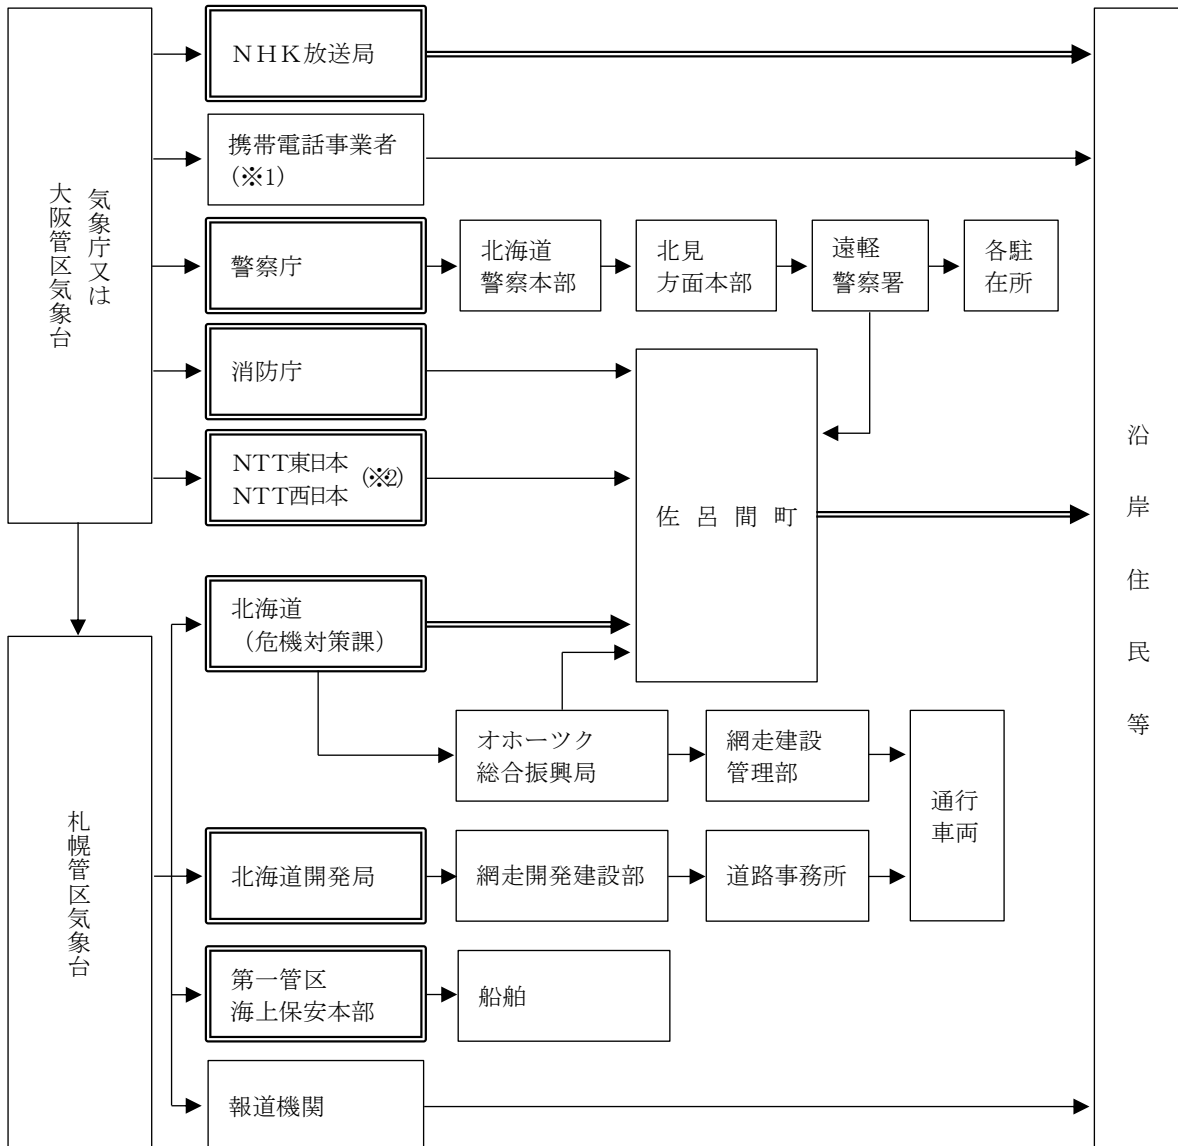 気象庁又は
大阪管区気象台
ＮＨＫ放送局
携帯電話事業者
(※1)
警察庁
北海道
警察本部
北見
方面本部
遠軽
警察署
各駐
在所
消防庁
ＮＴＴ東日本
ＮＴＴ西日本
(※2)
佐呂間町
沿岸住民等
北海道
（危機対策課）
オホーツク
総合振興局
網走建設
管理部
通行
車両
札幌管区気象台
北海道開発局
網走開発建設部
道路事務所
第一管区
海上保安本部
船舶
報道機関